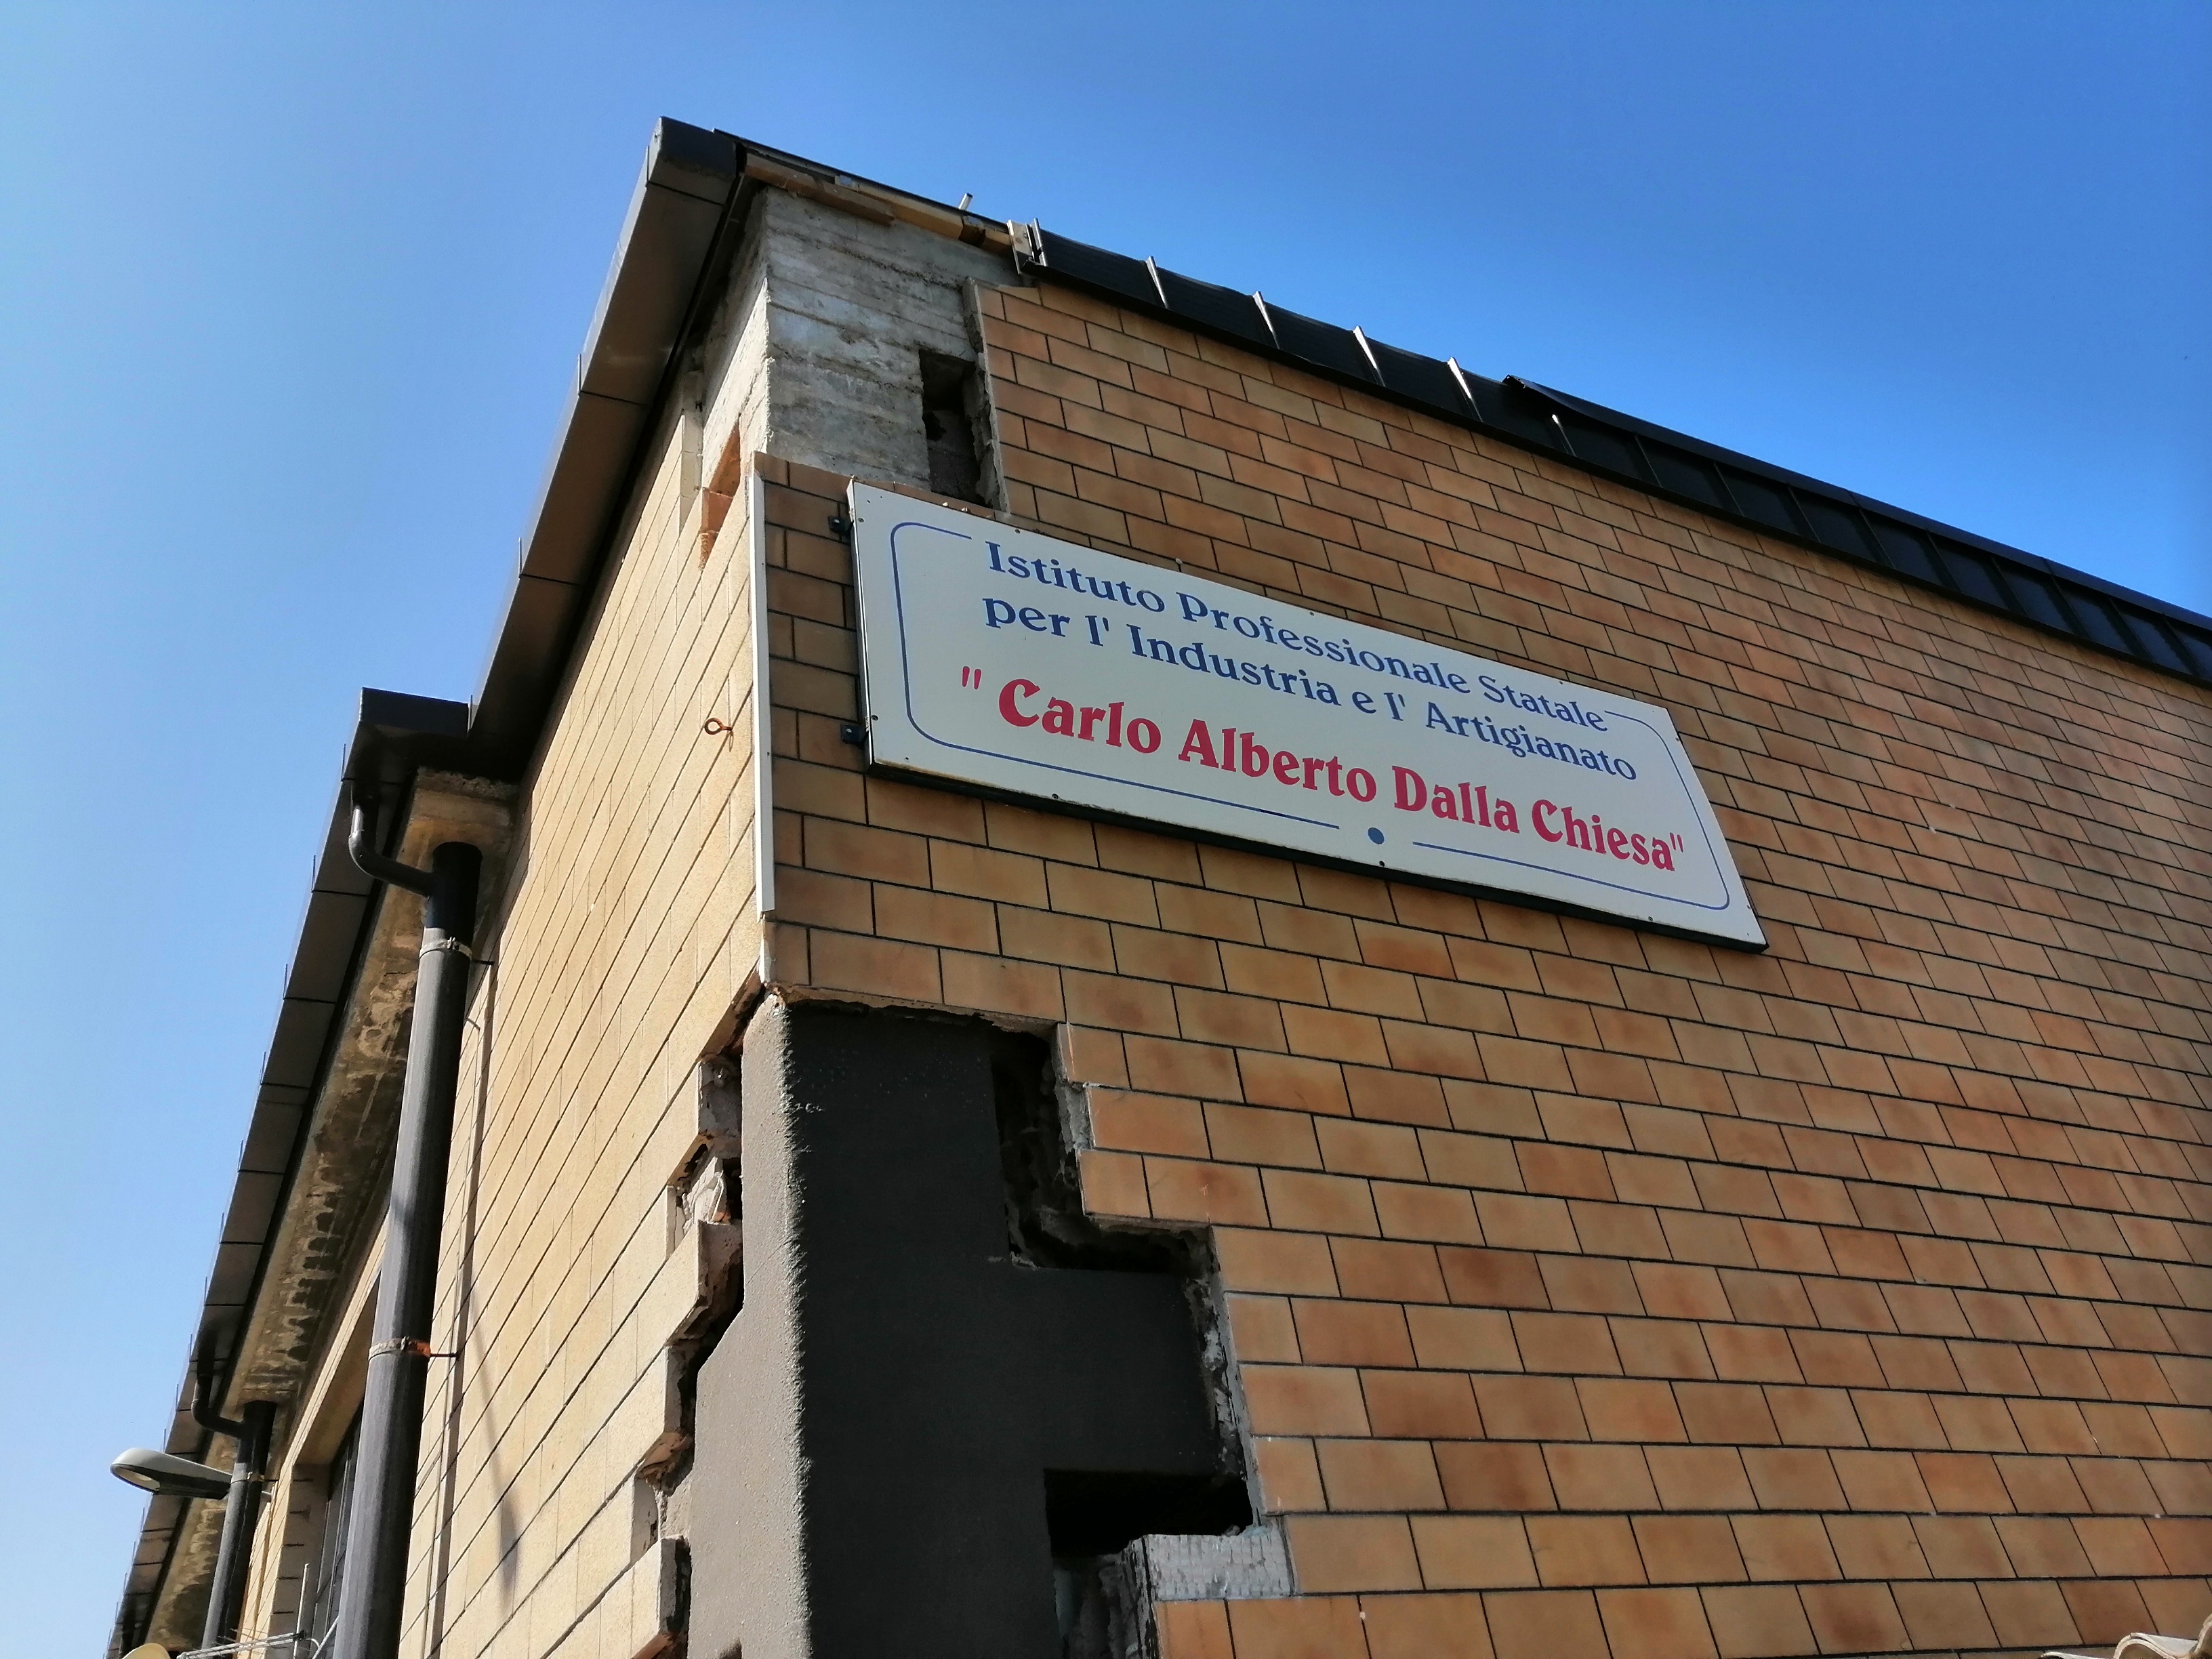 Istituto Professionale Statale
per l' Industria e l' Artigianato
" Carlo Alberto Dalla Chiesa"